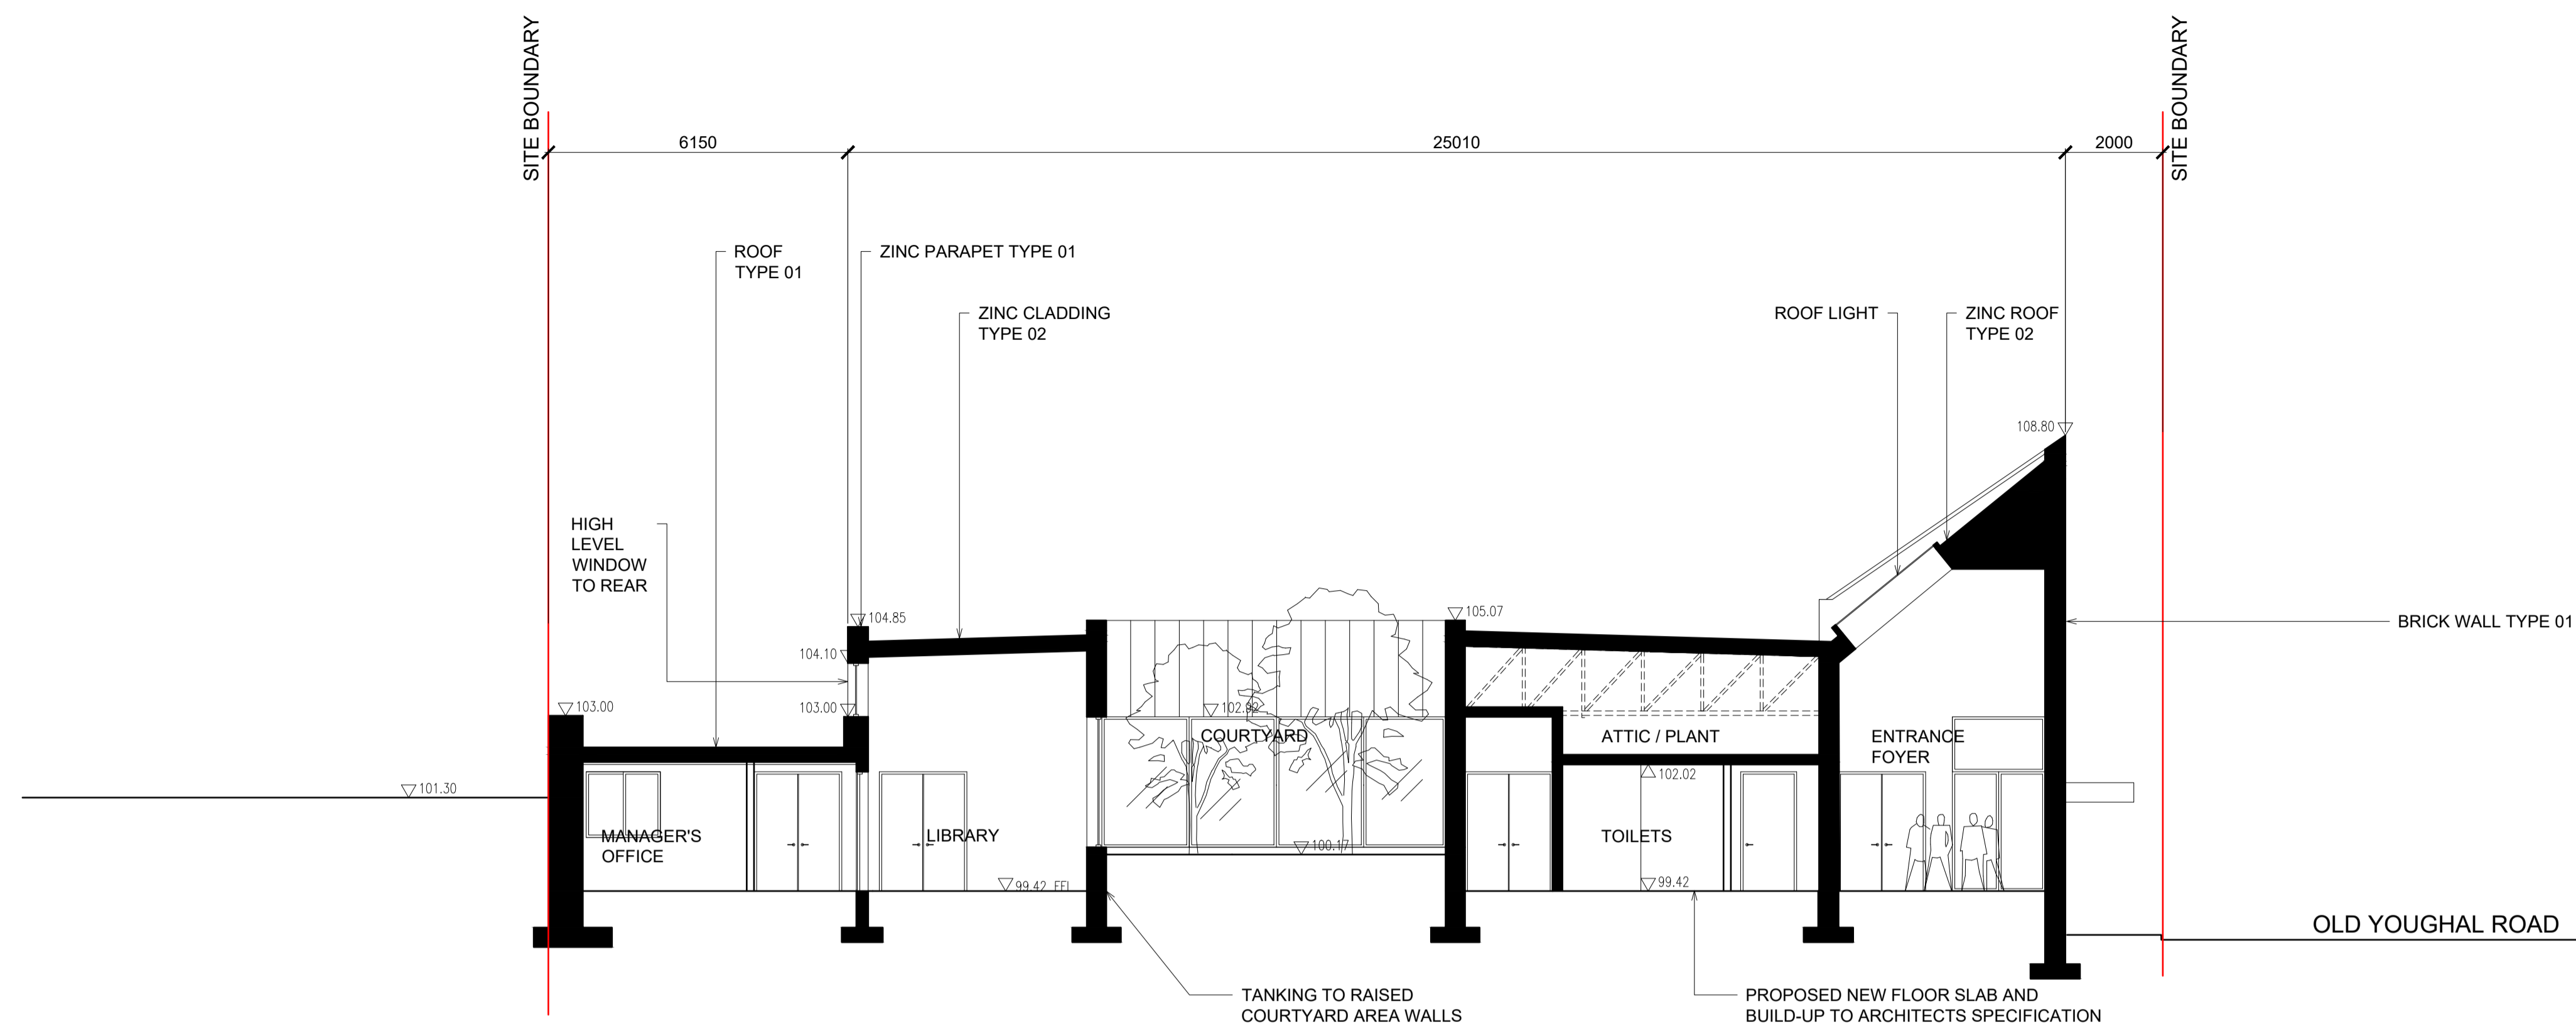 SITE BOUNDARY
SITE BOUNDARY
6150
25010
2000
ROOF
TYPE 01
ZINC PARAPET TYPE 01
ZINC CLADDING
TYPE 02
ROOF LIGHT
ZINC ROOF
TYPE 02
108.80
HIGH
LEVEL
WINDOW
TO REAR
104.85
105.07
BRICK WALL TYPE 01
104.10
103.00
103.00
102.92
COURTYARD
ATTIC / PLANT
ENTRANCE
FOYER
102.02
101.30
MANAGER'S
OFFICE
LIBRARY
TOILETS
100.17
99.42 FFL
99.42
OLD YOUGHAL ROAD
TANKING TO RAISED
COURTYARD AREA WALLS
PROPOSED NEW FLOOR SLAB AND
BUILD-UP TO ARCHITECTS SPECIFICATION